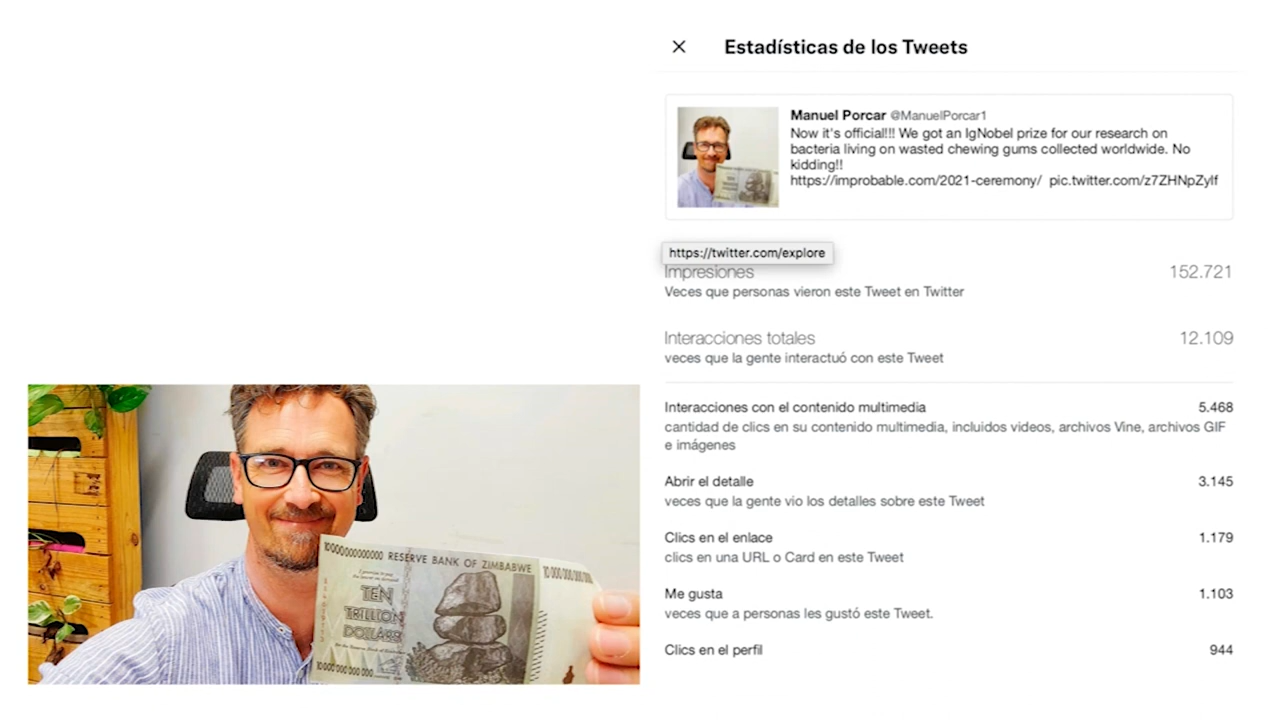 Estadísticas de los Tweets
Manuel Porcar @ManuelPorcar1
Now it's official!!! We got an IgNobel prize for our research on
bacteria living on wasted chewing gums collected worldwide. No
kidding!!
https://improbable.com/2021-ceremony/ pic.twitter.com/z7ZHNpZylf
https://twitter.com/explore
Impresiones 152.721
Veces que personas vieron este Tweet en Twitter
Interacciones totales 12.109
veces que la gente interactuó con este Tweet
Interacciones con el contenido multimedia 5.468
cantidad de clics en su contenido multimedia, incluidos videos, archivos Vine, archivos GIF
e imágenes
Abrir el detalle 3.145
veces que la gente vio los detalles sobre este Tweet
Clics en el enlace 1.179
clics en una URL o Card en este Tweet
Me gusta 1.103
veces que a personas les gustó este Tweet.
Clics en el perfil 944
RESERVE BANK OF ZIMBABWE
TEN
TRILLION
DOLLARS